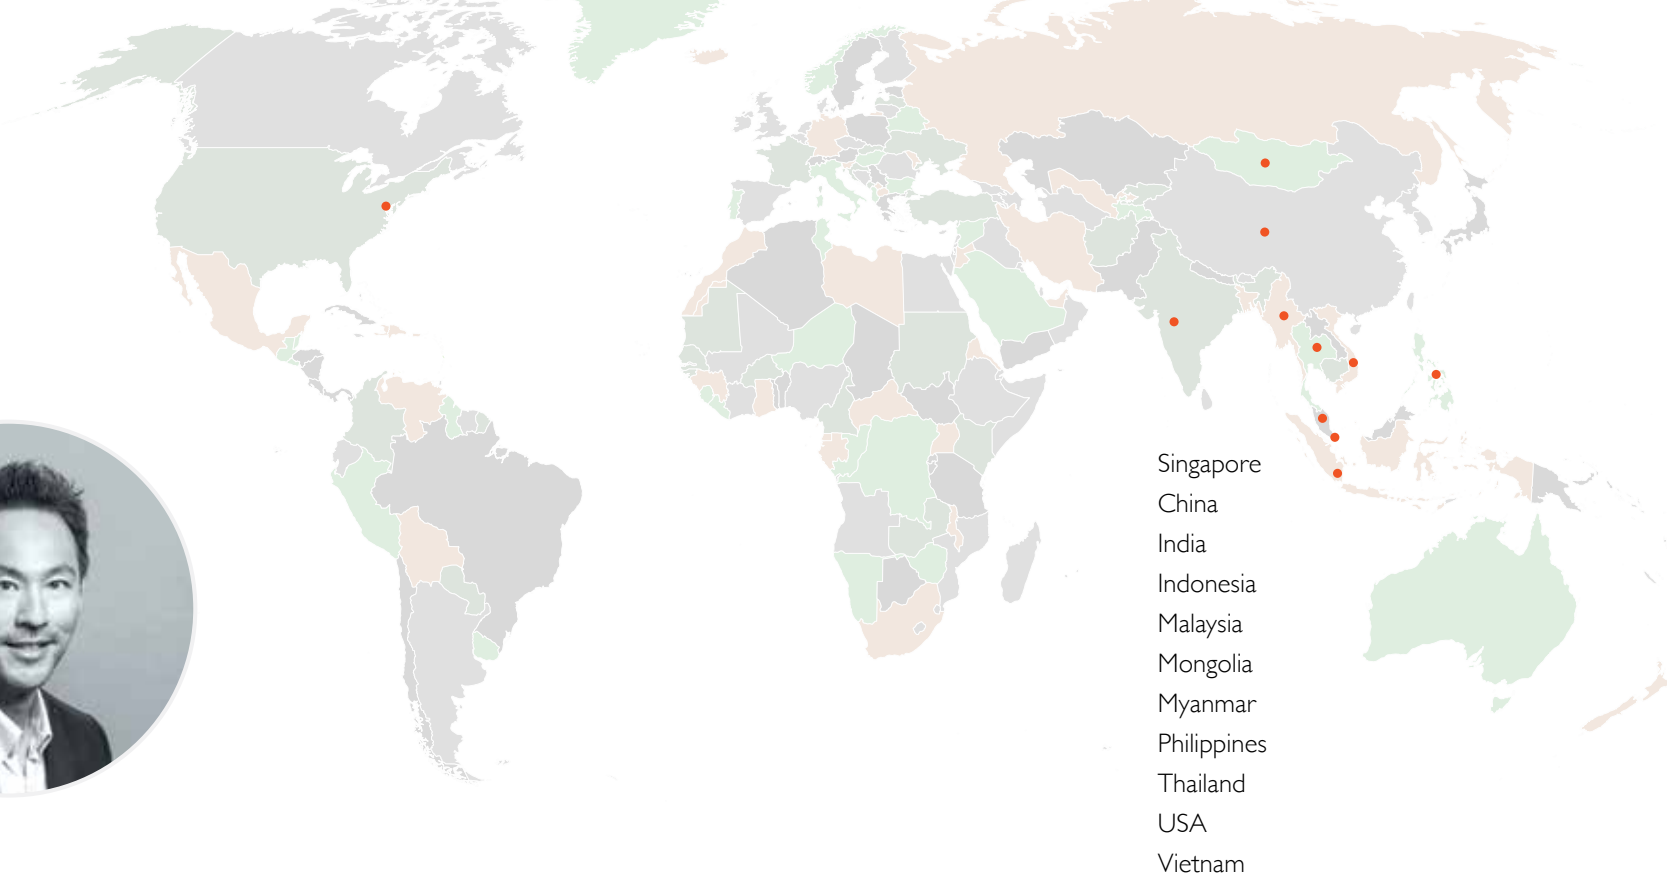 Singapore
China
India
Indonesia
Malaysia
Mongolia
Myanmar
Philippines
Thailand
USA
Vietnam